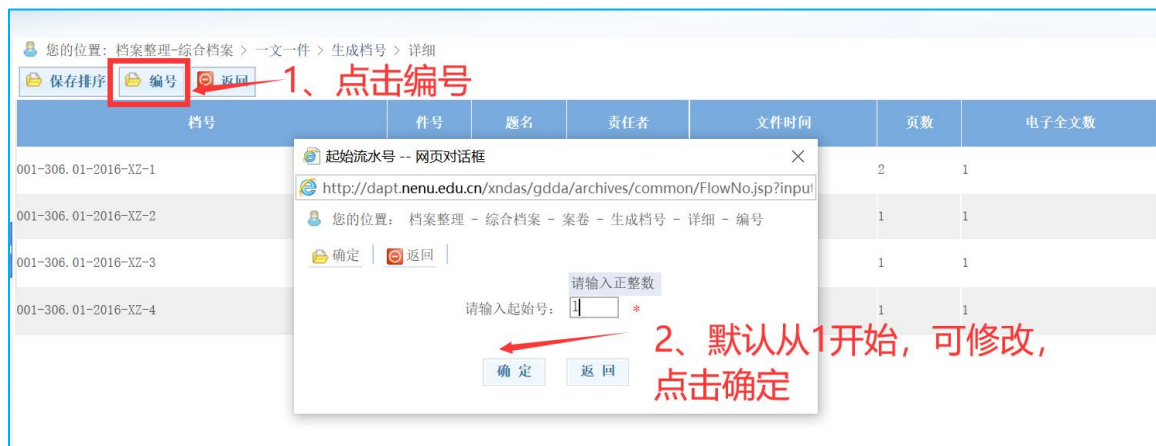 您的位置: 档案整理-综合档案 > 一文一件 > 生成档号 > 详细
保存排序 编号 返回
1、点击编号
档号 件号 题名 责任者 文件时间 页数 电子全文数
起始流水号 -- 网页对话框
001-306.01-2016-XZ-1 2 1
http://dapt.nenu.edu.cn/xndas/gdda/archives/common/FlowNo.jsp?input
001-306.01-2016-XZ-2 1 1
您的位置: 档案整理 - 综合档案 - 案卷 - 生成档号 - 详细 - 编号
001-306.01-2016-XZ-3 1 1
确定 返回
请输入正整数
请输入起始号: 1 *
001-306.01-2016-XZ-4 1 1
2、默认从1开始，可修改，
点击确定
确 定 返 回